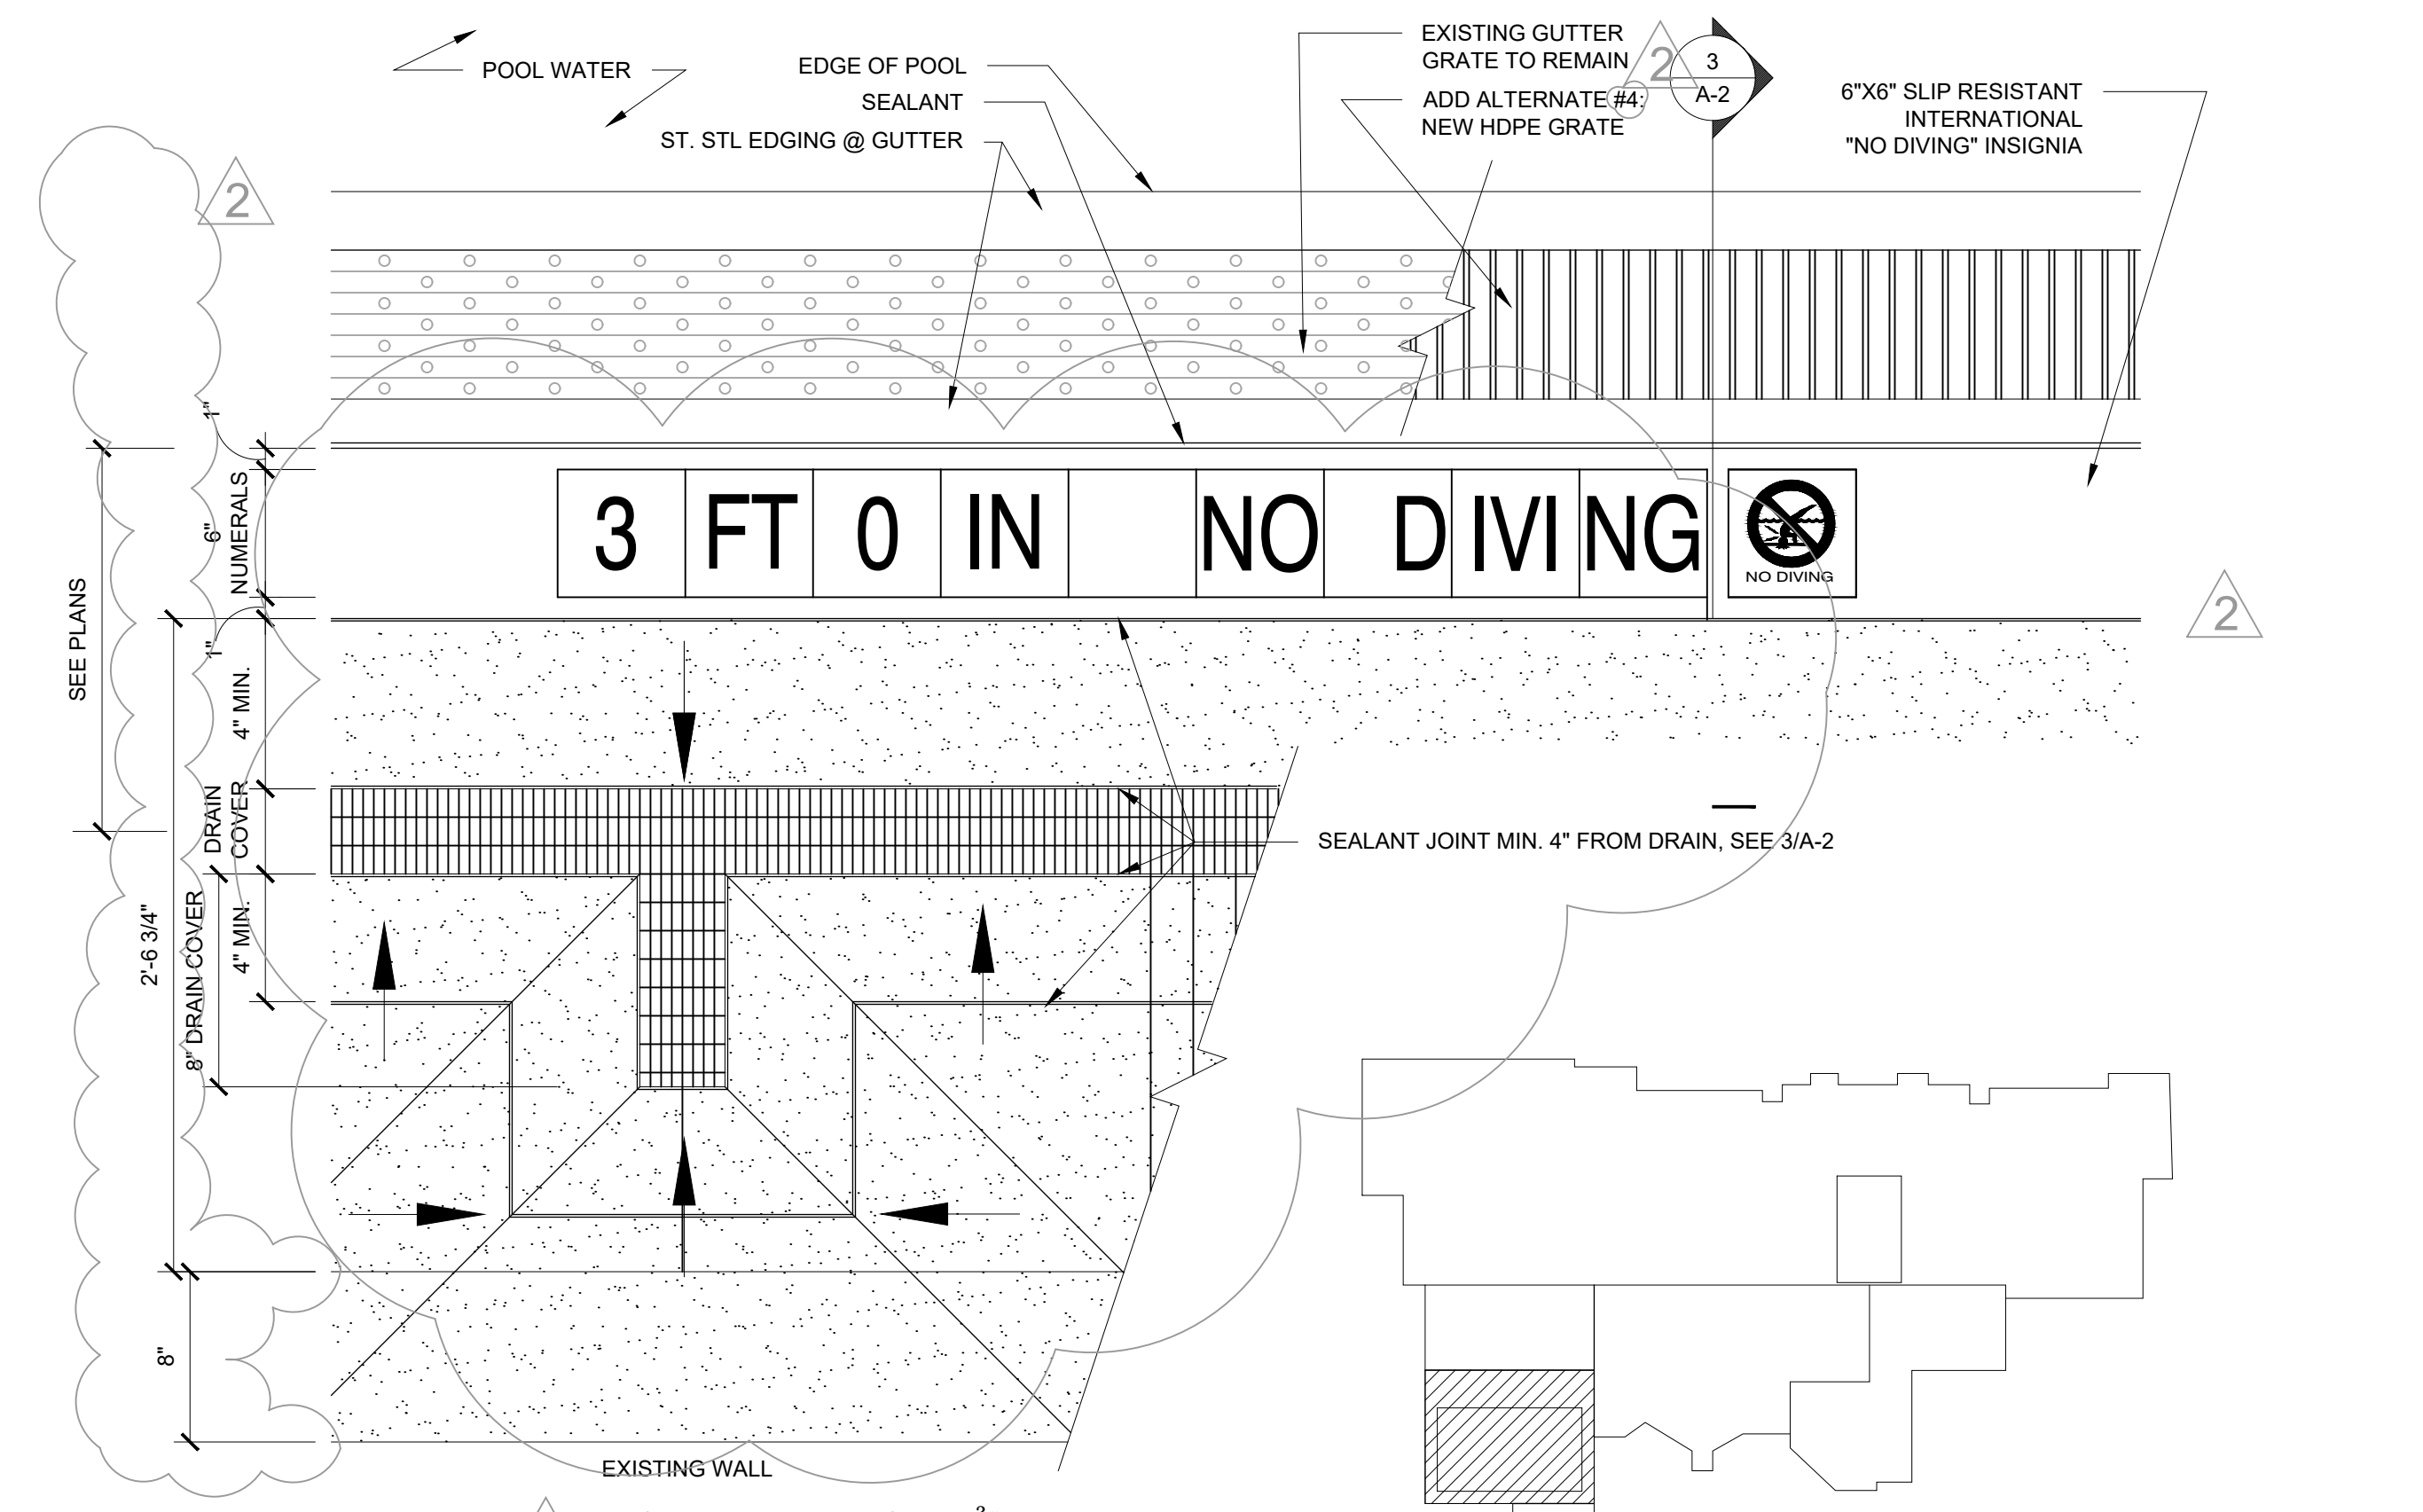 POOL WATER
EDGE OF POOL
SEALANT
ST. STL EDGING @ GUTTER
EXISTING GUTTER
GRATE TO REMAIN
ADD ALTERNATE #4:
NEW HDPE GRATE
2
3
A-2
6"X6" SLIP RESISTANT
INTERNATIONAL
"NO DIVING" INSIGNIA
2
1"
6"
NUMERALS
3 FT 0 IN NO DIVING
NO DIVING
2
SEE PLANS
1"
4" MIN.
DRAIN
COVER
SEALANT JOINT MIN. 4" FROM DRAIN, SEE 3/A-2
2'-6 3/4"
8" DRAIN COVER
4" MIN.
8"
EXISTING WALL
3